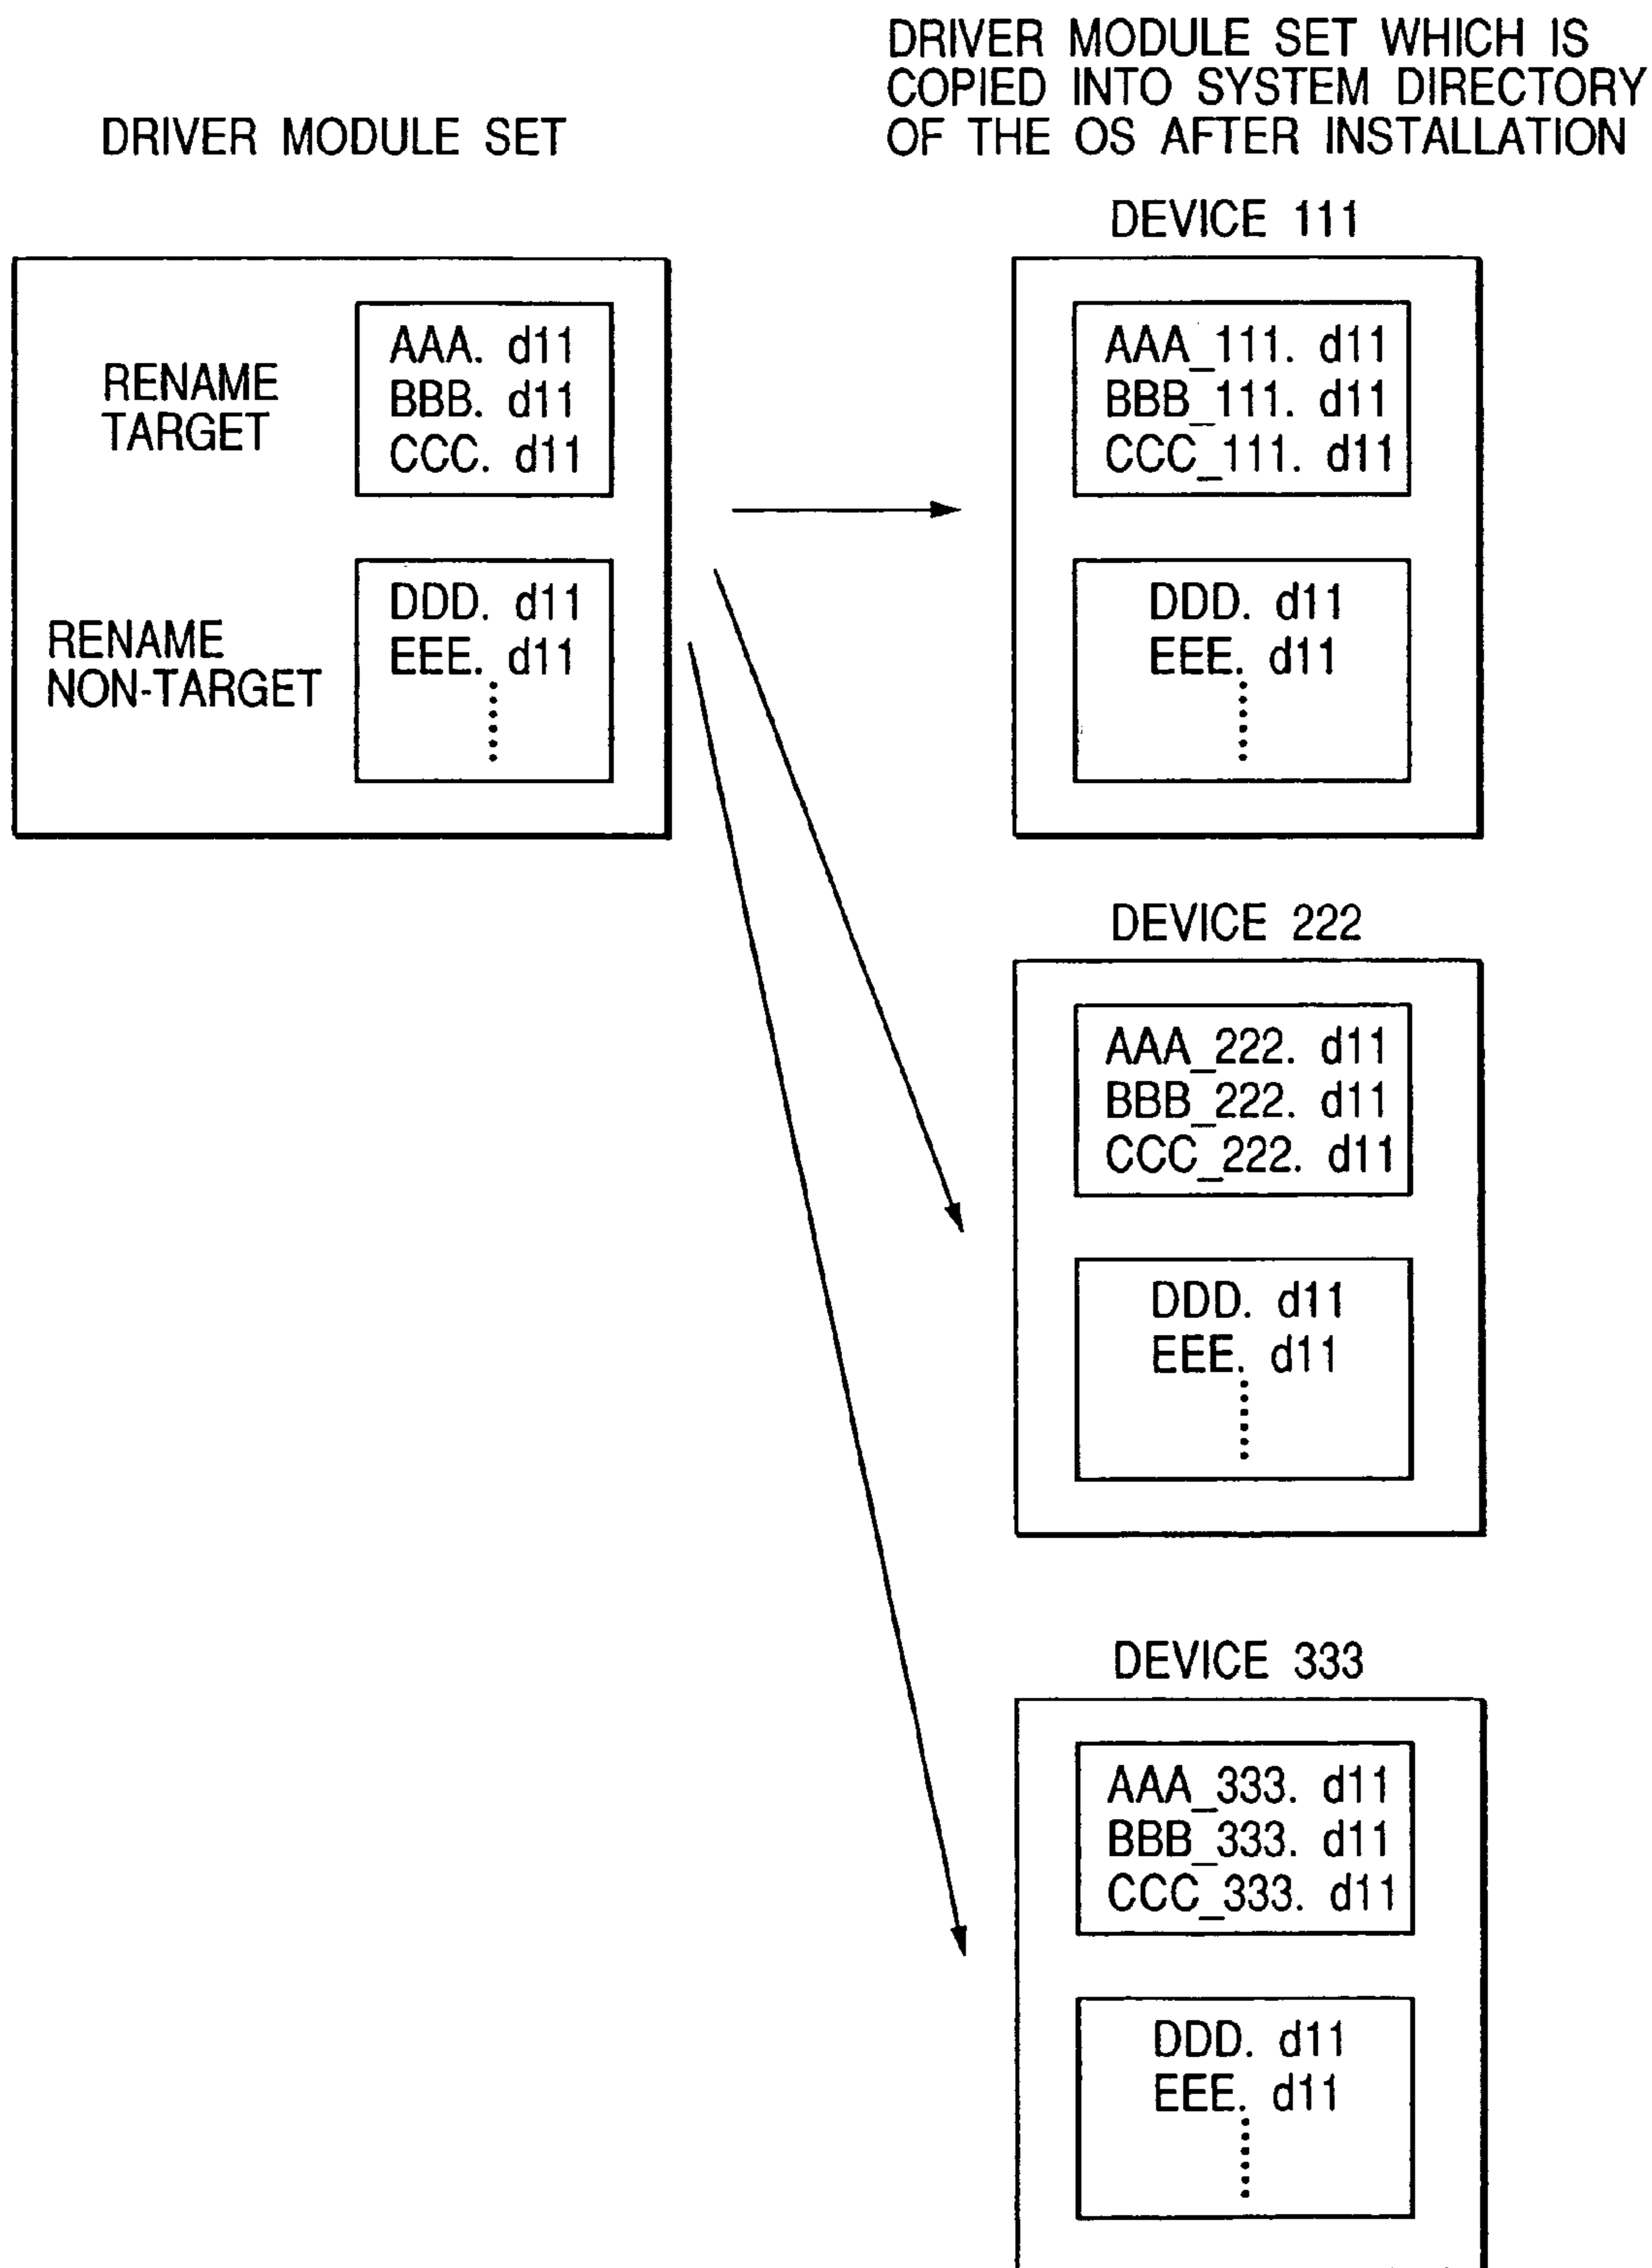 DRIVER MODULE SET
DRIVER MODULE SET WHICH IS
COPIED INTO SYSTEM DIRECTORY
OF THE OS AFTER INSTALLATION
RENAME
TARGET
AAA. d11
BBB. d11
CCC. d11
RENAME
NON-TARGET
DDD. d11
EEE. d11
DEVICE 111
AAA_111. d11
BBB_111. d11
CCC_111. d11
DDD. d11
EEE. d11
DEVICE 222
AAA_222. d11
BBB_222. d11
CCC_222. d11
DDD. d11
EEE. d11
DEVICE 333
AAA_333. d11
BBB_333. d11
CCC_333. d11
DDD. d11
EEE. d11